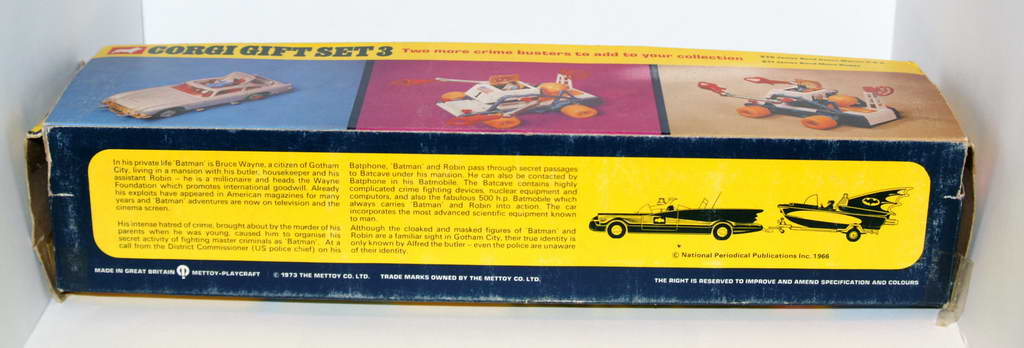 CORGI GIFT SET 3 Two more crime busters to add to your collection
In his private life 'Batman' is Bruce Wayne, a citizen of Gotham
City, living in a mansion with his butler, housekeeper and his
assistant Robin – he is a millionaire and heads the Wayne
Foundation which promotes international goodwill. Already
his exploits have appeared in American magazines for many
years and 'Batman' adventures are now on television and the
cinema screen.
His intense hatred of crime, brought about by the murder of his
parents when he was young, caused him to organise his
secret activity of fighting master criminals as 'Batman'. At a
call from the District Commissioner (US police chief) on his
Batphone, 'Batman' and Robin pass through secret passages
to Batcave under his mansion. He can also be contacted by
Batphone in his Batmobile. The Batcave contains highly
complicated crime fighting devices, nuclear equipment and
computors, and also the fabulous 500 h.p. Batmobile which
always carries 'Batman' and Robin into action. The car
incorporates the most advanced scientific equipment known
to man.
Although the cloaked and masked figures of 'Batman' and
Robin are a familiar sight in Gotham City, their true identity is
only known by Alfred the butler – even the police are unaware
of their identity.
© National Periodical Publications Inc. 1966
MADE IN GREAT BRITAIN METTOY-PLAYCRAFT © 1973 THE METTOY CO. LTD. TRADE MARKS OWNED BY THE METTOY CO. LTD. THE RIGHT IS RESERVED TO IMPROVE AND AMEND SPECIFICATION AND COLOURS